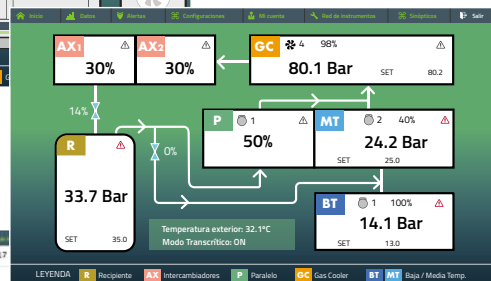 Inicio Datos Alertas Configuraciones Mi cuenta Red de instrumentos Sinópticos Salir
AX1 AX2 GC 4 98%
30% 30% 80.1 Bar
SET 80.2
14%
P 1 MT 2 40%
50% 24.2 Bar
SET 25.0
R 0%
33.7 Bar
SET 35.0
BT 1 100%
14.1 Bar
SET 13.0
Temperatura exterior: 32.1ºC
Modo Transcrítico: ON
LEYENDA R Recipiente AX Intercambiadores P Paralelo GC Gas Cooler BT MT Baja / Media Temp.